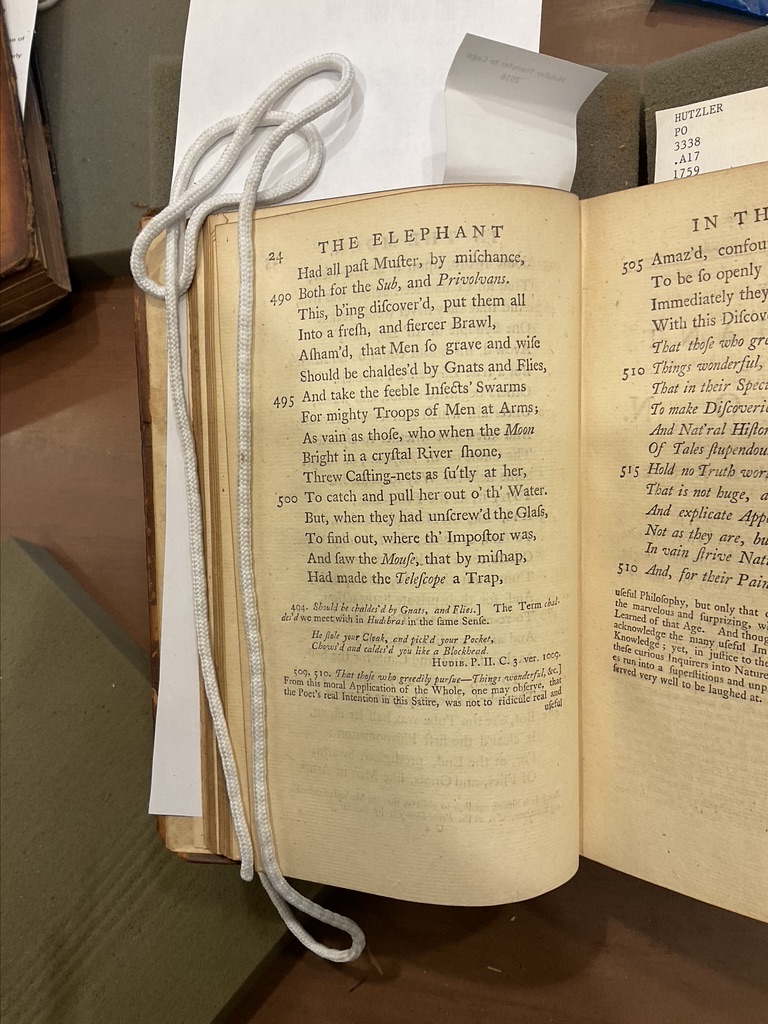 HUTZLER
PO
3338
.A17
1759
24 THE ELEPHANT
Had all paſt Muſter, by miſchance,
490 Both for the Sub, and Privolvans.
This, b'ing diſcover'd, put them all
Into a freſh, and fiercer Brawl,
Aſham'd, that Men ſo grave and wiſe
Should be chaldes'd by Gnats and Flies,
495 And take the feeble Inſects' Swarms
For mighty Troops of Men at Arms;
As vain as thoſe, who when the Moon
Bright in a cryſtal River ſhone,
Threw Caſting-nets as ſu'tly at her,
500 To catch and pull her out o' th' Water.
But, when they had unſcrew'd the Glaſs,
To find out, where th' Impoſtor was,
And ſaw the Mouſe, that by miſhap,
Had made the Teleſcope a Trap,
494. Should be chaldes'd by Gnats, and Flies.] The Term chal-
des'd we meet with in Hudibras in the ſame Senſe.
He ſtole your Cloak, and pick'd your Pocket,
Chows'd and caldes'd you like a Blockhead.
HUDIB. P. II. C. 3. ver. 1009.
509, 510. That thoſe who greedily purſue—Things wonderful, &c.]
From this moral Application of the Whole, one may obſerve, that
the Poet's real Intention in this Satire, was not to ridicule real and
uſeful
IN TH
505 Amaz'd, confou
To be ſo openly
Immediately they
With this Diſcov
That thoſe who gre
510 Things wonderful,
That in their Speci
To make Diſcoveri
And Nat'ral Hiſtor
Of Tales ſtupendou
515 Hold no Truth wor
That is not huge, a
And explicate App
Not as they are, bu
In vain ſtrive Nat
510 And, for their Pain
uſeful Philoſophy, but only that
the marvelous and ſurprizing, w
Learned of that Age. And thoug
acknowledge the many uſeful Im
Knowledge; yet, in juſtice to the
theſe curious Inquirers into Nature
es run into a ſuperſtitious and unp
ſerved very well to be laughed at.